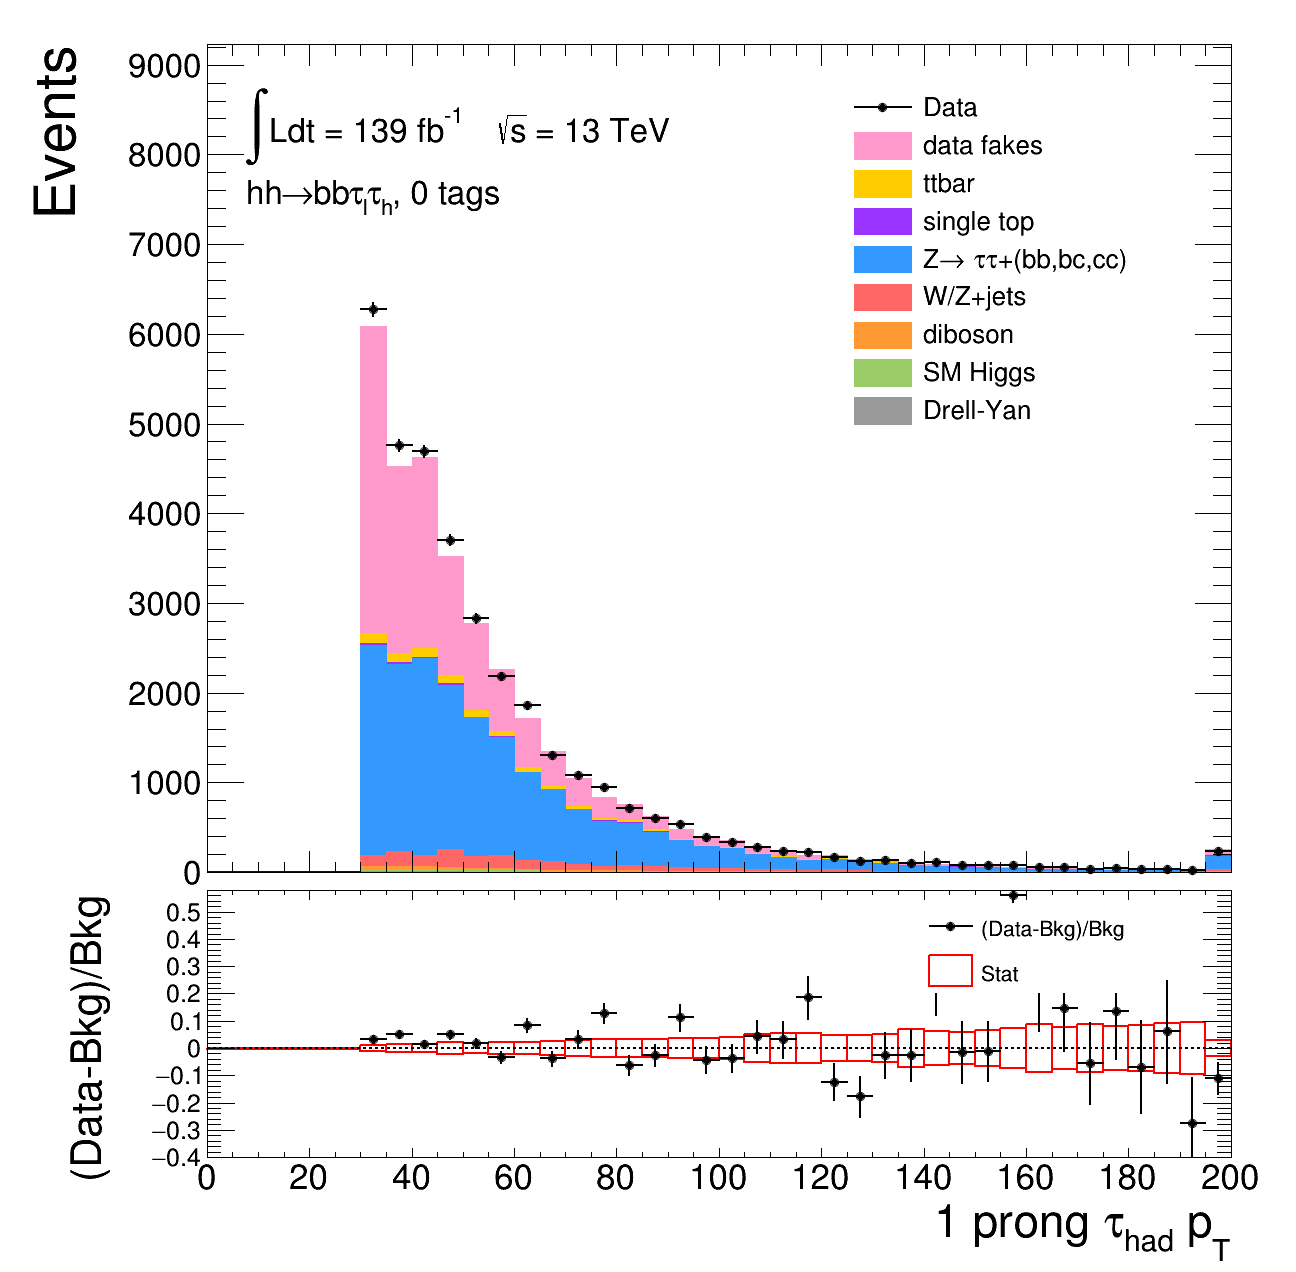 Events
9000
8000
7000
6000
5000
4000
3000
2000
1000
0
∫Ldt = 139 fb⁻¹ √s = 13 TeV
hh→bbτ_lτ_h, 0 tags
Data
data fakes
ttbar
single top
Z→ ττ+(bb,bc,cc)
W/Z+jets
diboson
SM Higgs
Drell-Yan
(Data-Bkg)/Bkg
0.5
0.4
0.3
0.2
0.1
0
−0.1
−0.2
−0.3
−0.4
(Data-Bkg)/Bkg
Stat
0 20 40 60 80 100 120 140 160 180 200
1 prong τ_had p_T